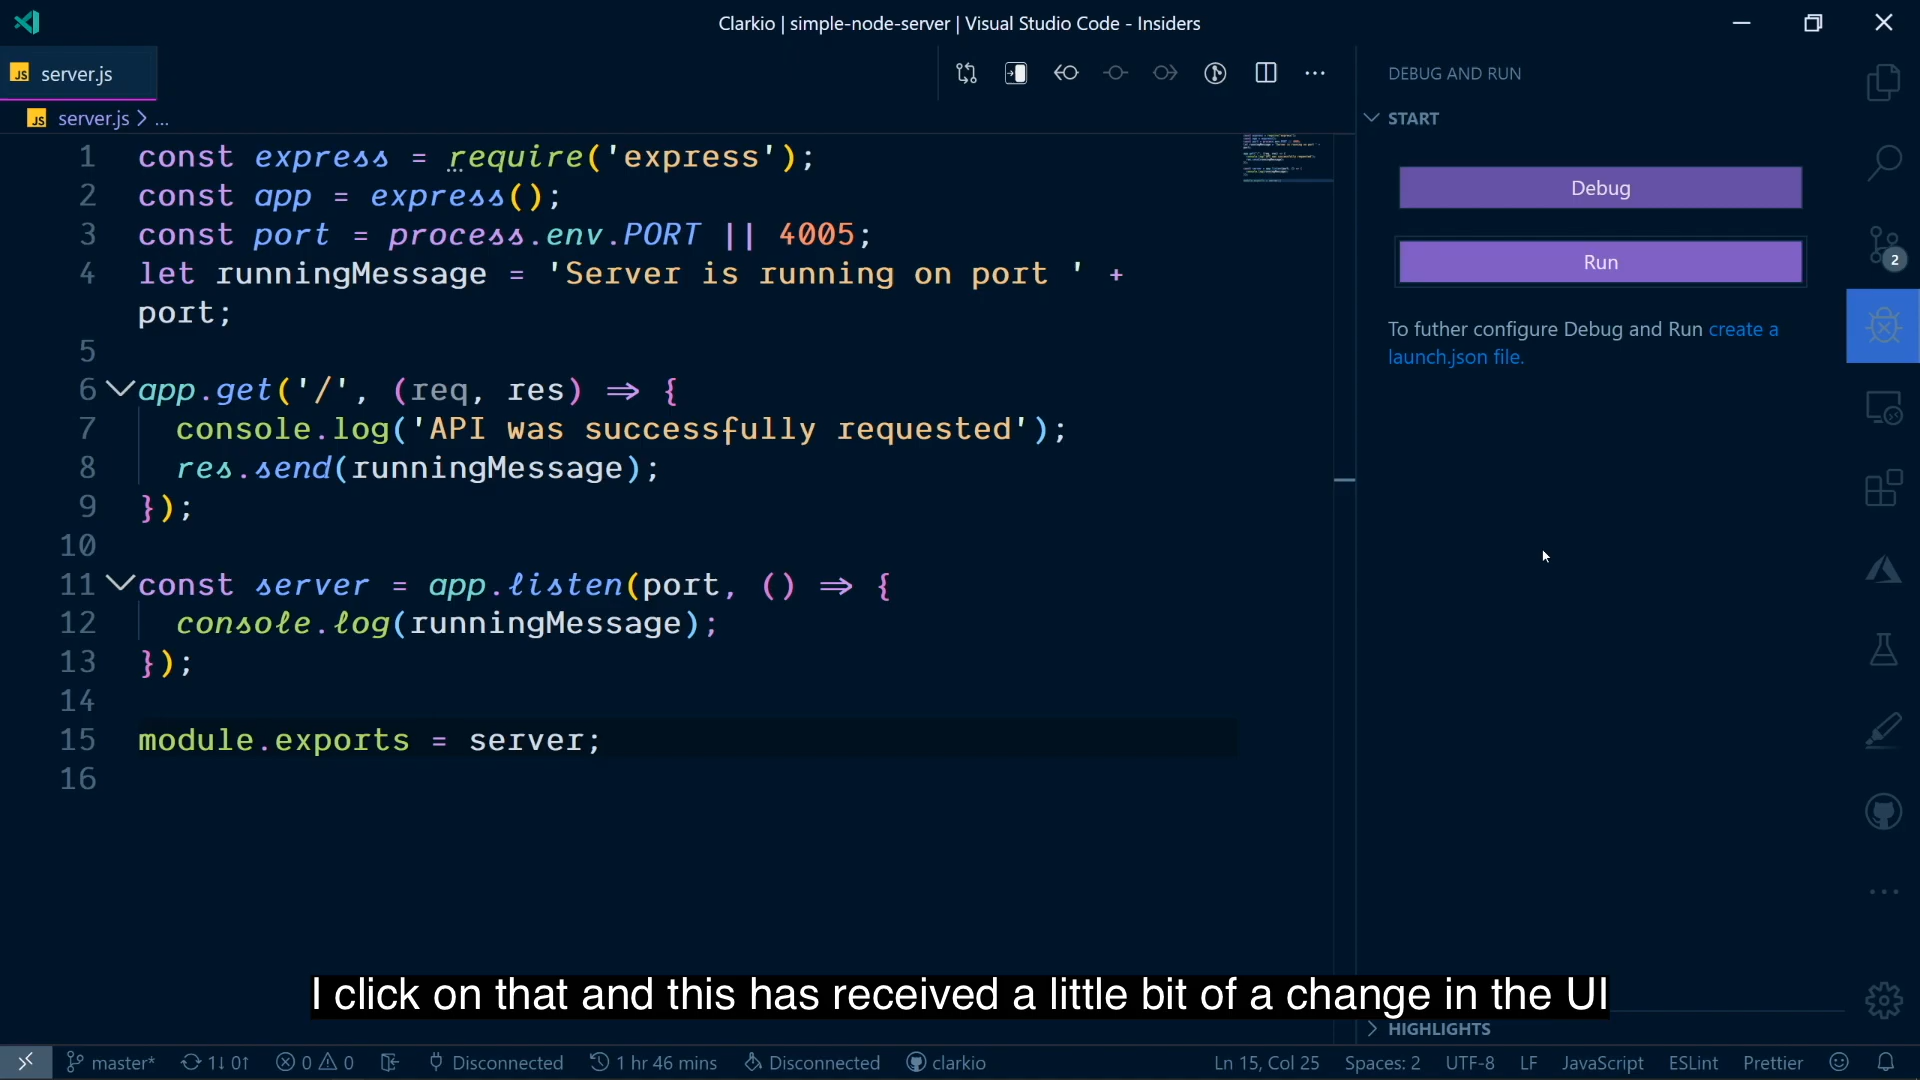 Clarkio | simple-node-server | Visual Studio Code - Insiders
JS server.js
JS server.js > ...
1 const express = require('express');
2 const app = express();
3 const port = process.env.PORT || 4005;
4 let runningMessage = 'Server is running on port ' +
port;
5
6 app.get('/', (req, res) => {
7 console.log('API was successfully requested');
8 res.send(runningMessage);
9 });
10
11 const server = app.listen(port, () => {
12 console.log(runningMessage);
13 });
14
15 module.exports = server;
16
DEBUG AND RUN
START
Debug
Run
To futher configure Debug and Run create a
launch.json file.
2
I click on that and this has received a little bit of a change in the UI
HIGHLIGHTS
master* 1↓ 0↑ 0 0 Disconnected 1 hr 46 mins Disconnected clarkio Ln 15, Col 25 Spaces: 2 UTF-8 LF JavaScript ESLint Prettier